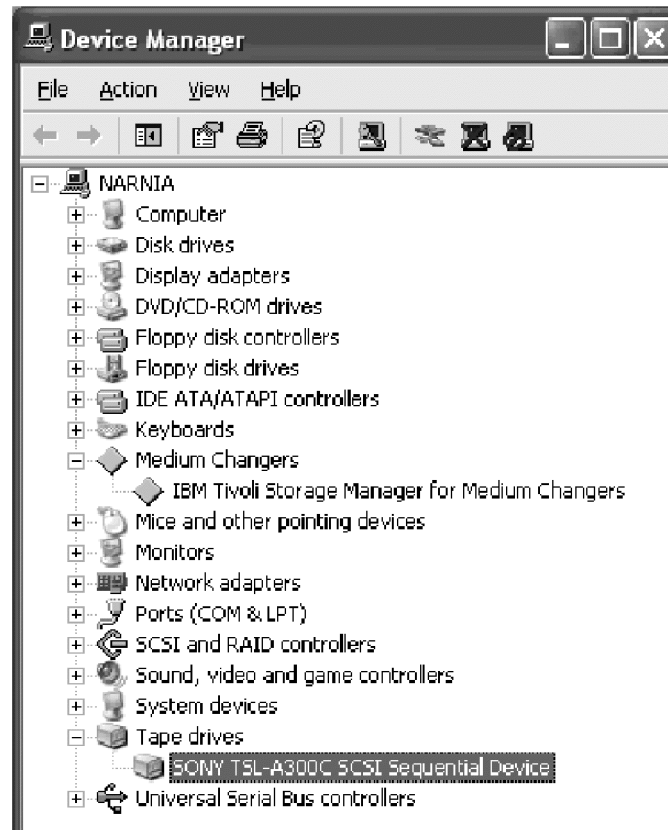 Device Manager
File Action View Help
NARNIA
Computer
Disk drives
Display adapters
DVD/CD-ROM drives
Floppy disk controllers
Floppy disk drives
IDE ATA/ATAPI controllers
Keyboards
Medium Changers
IBM Tivoli Storage Manager for Medium Changers
Mice and other pointing devices
Monitors
Network adapters
Ports (COM & LPT)
SCSI and RAID controllers
Sound, video and game controllers
System devices
Tape drives
SONY TSL-A300C SCSI Sequential Device
Universal Serial Bus controllers